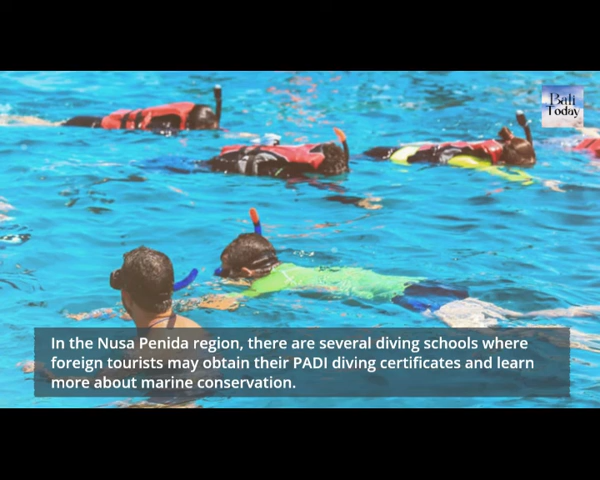 Bali
Today
In the Nusa Penida region, there are several diving schools where
foreign tourists may obtain their PADI diving certificates and learn
more about marine conservation.